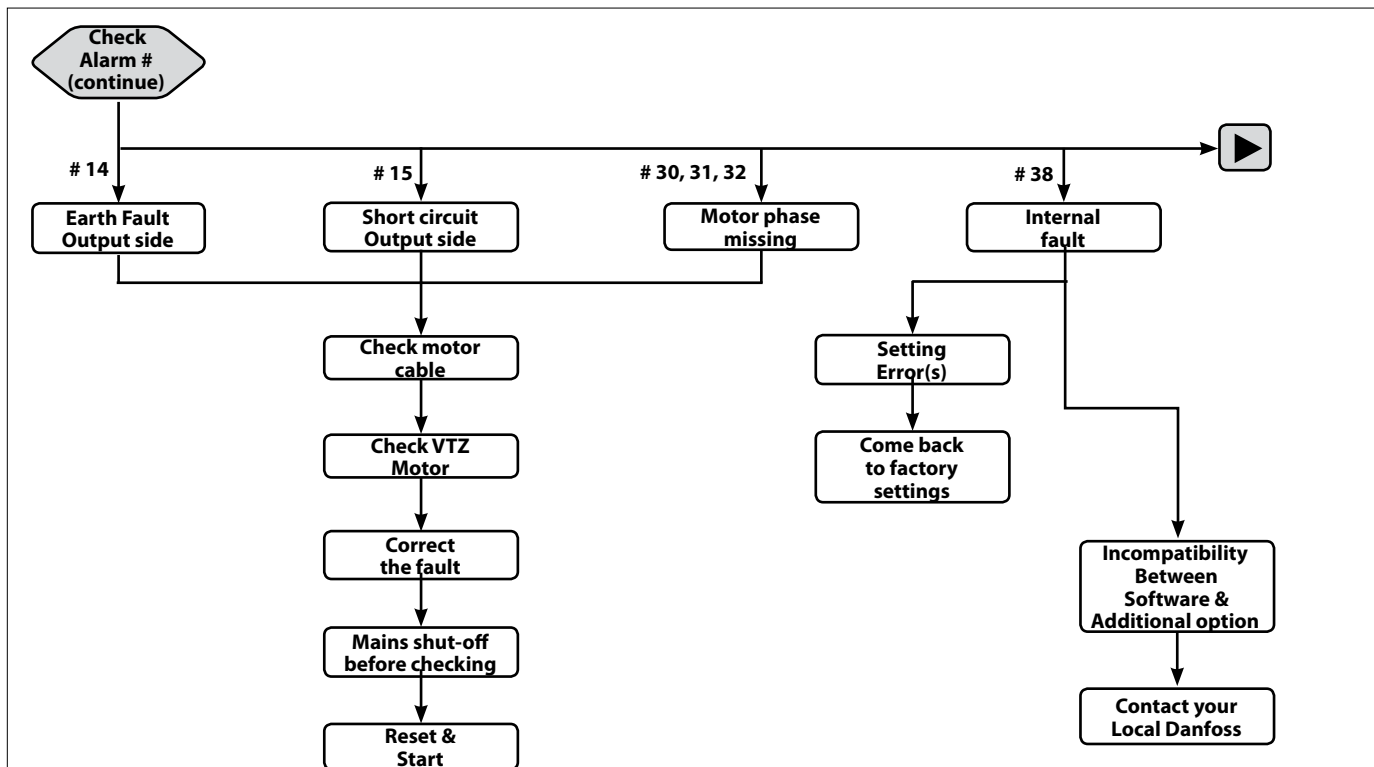 Check
Alarm #
(continue)
# 14
# 15
# 30, 31, 32
# 38
Earth Fault
Output side
Short circuit
Output side
Motor phase
missing
Internal
fault
Check motor
cable
Setting
Error(s)
Check VTZ
Motor
Come back
to factory
settings
Correct
the fault
Incompatibility
Between
Software &
Additional option
Mains shut-off
before checking
Contact your
Local Danfoss
Reset &
Start